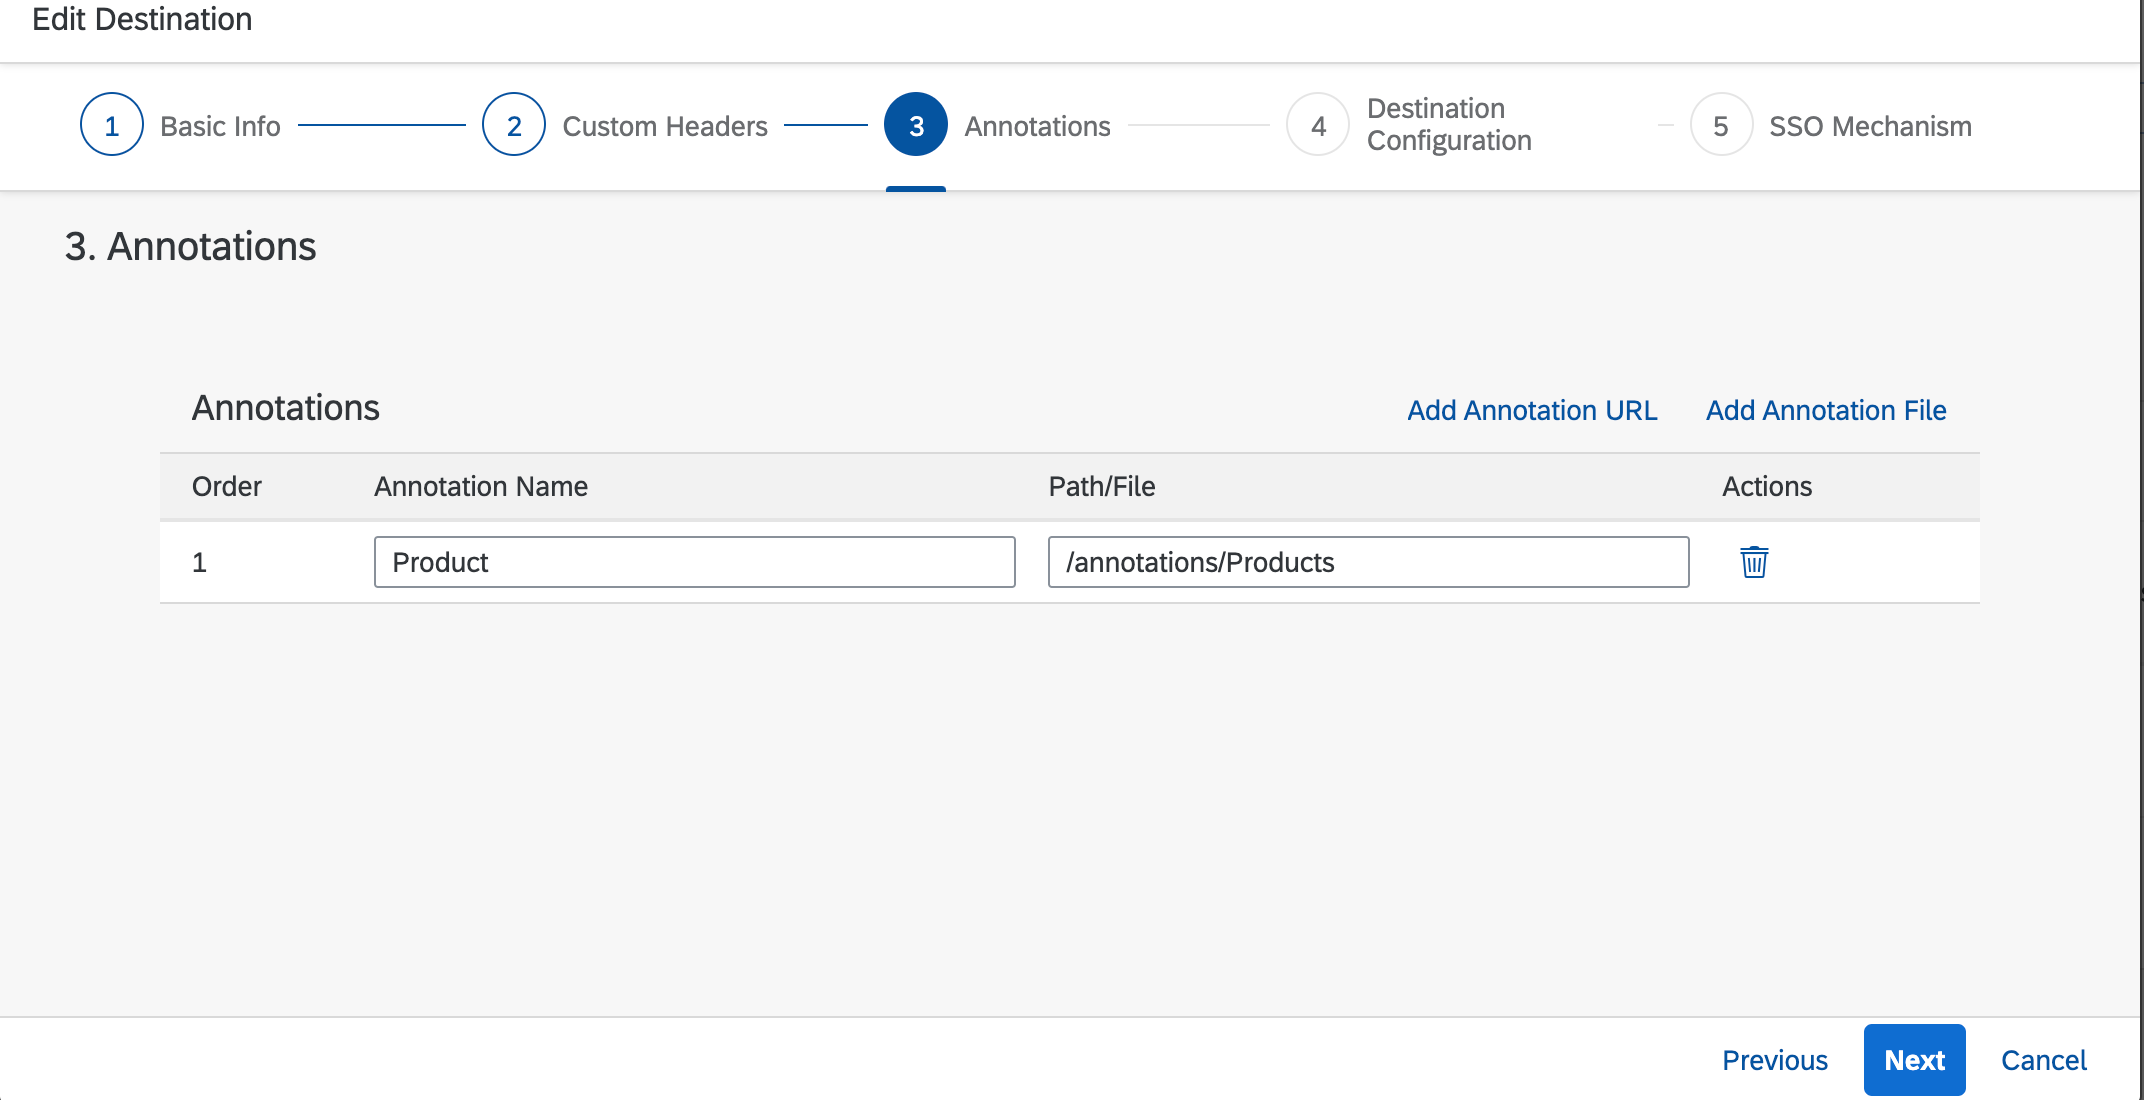 Edit Destination
1 Basic Info 2 Custom Headers 3 Annotations 4 Destination Configuration 5 SSO Mechanism
3. Annotations
Annotations Add Annotation URL Add Annotation File
Order Annotation Name Path/File Actions
1 Product /annotations/Products
Previous Next Cancel